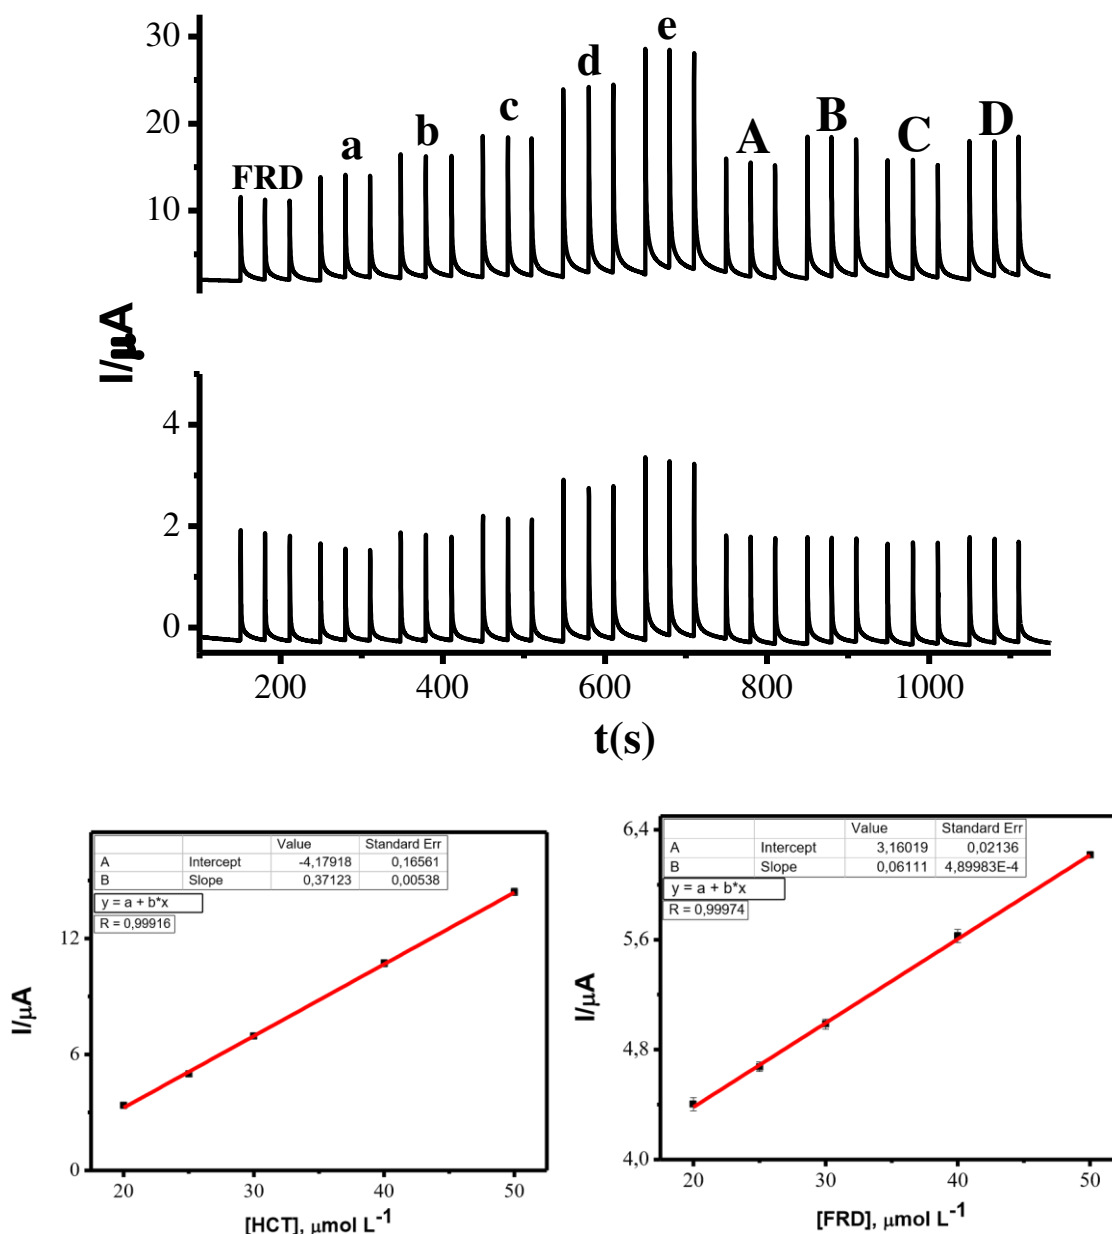 30
e
d
20
c
b
a
FRD
A
B
C
D
10
I/μA
4
2
0
200 400 600 800 1000
t(s)
Value Standard Err
A Intercept -4,17918 0,16561
B Slope 0,37123 0,00538
y = a + b*x
R = 0,99916
12
6
0
I/μA
20 30 40 50
[HCT], μmol L-1
6,4
Value Standard Err
A Intercept 3,16019 0,02136
B Slope 0,06111 4,89983E-4
y = a + b*x
R = 0,99974
5,6
4,8
4,0
I/μA
20 30 40 50
[FRD], μmol L-1